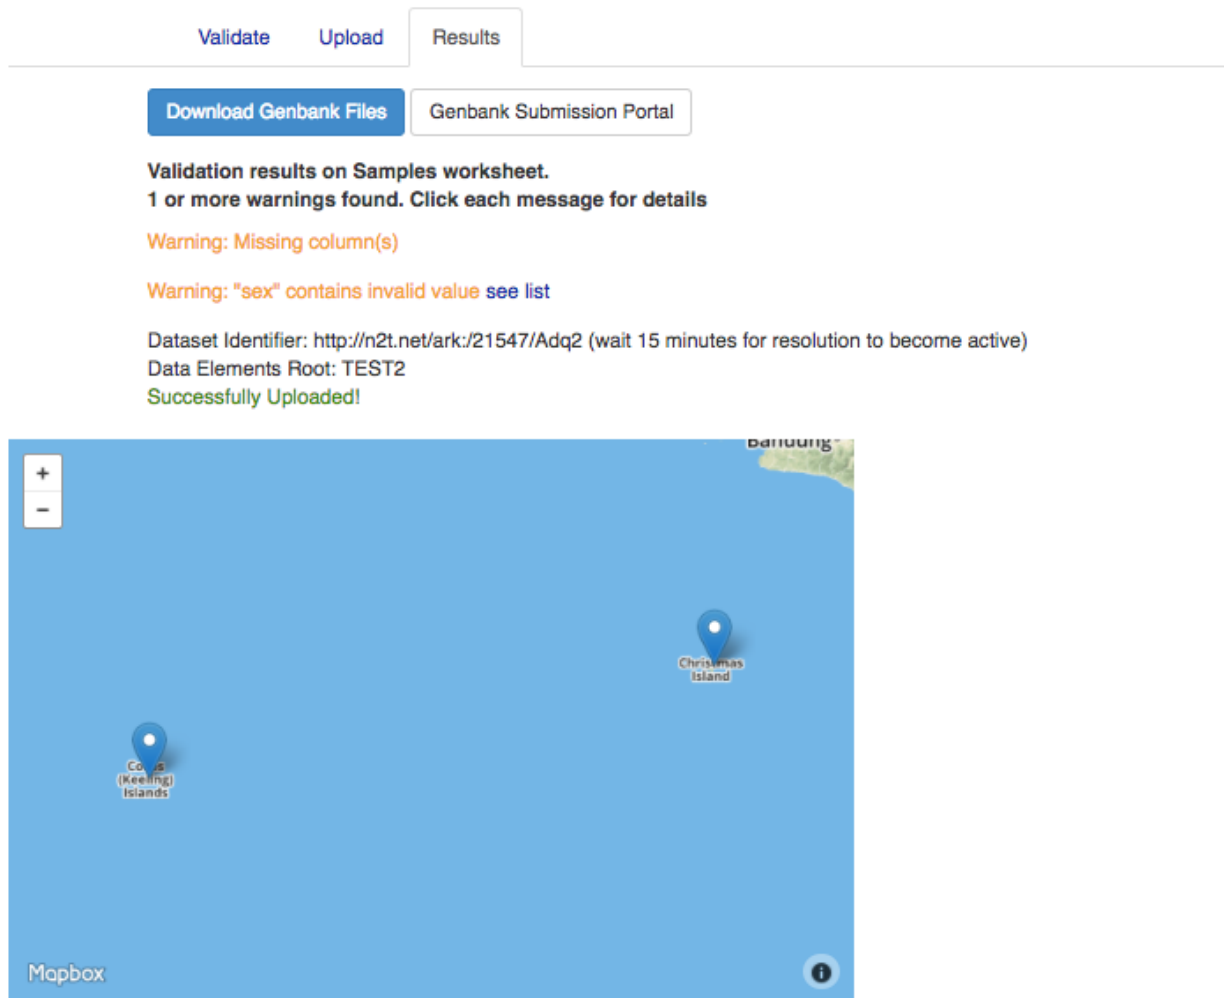 Validate Upload Results
Download Genbank Files Genbank Submission Portal
Validation results on Samples worksheet.
1 or more warnings found. Click each message for details
Warning: Missing column(s)
Warning: "sex" contains invalid value see list
Dataset Identifier: http://n2t.net/ark:/21547/Adq2 (wait 15 minutes for resolution to become active)
Data Elements Root: TEST2
Successfully Uploaded!
Bandung
+
−
Christmas
Island
Cocos
(Keeling)
Islands
Mapbox
i